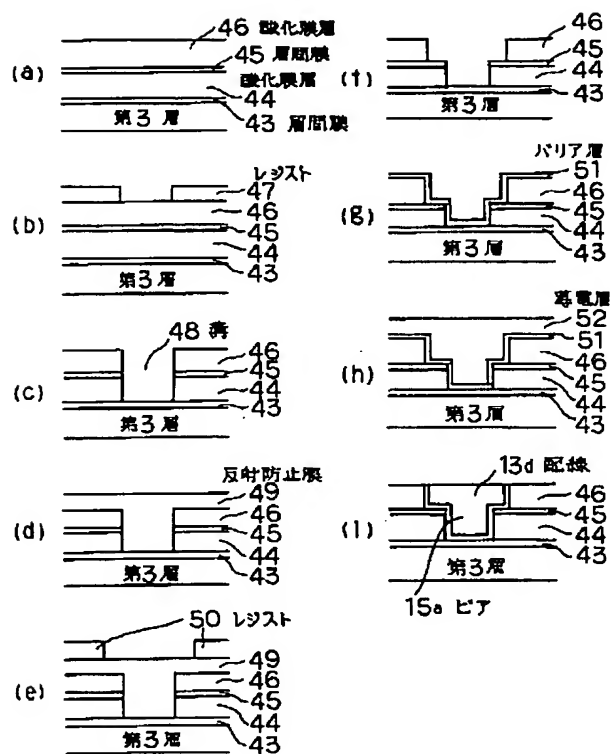 (a)
46 酸化膜層
45 層間膜
酸化膜層
44
43 層間膜
第3層
(b)
レジスト
47
46
45
44
43
第3層
(c)
48 溝
46
45
44
43
第3層
(d)
反射防止膜
49
46
45
44
43
第3層
(e)
50 レジスト
49
46
45
44
43
第3層
(f)
46
45
44
43
第3層
(g)
バリア層
51
46
45
44
43
第3層
(h)
導電層
52
51
46
45
44
43
第3層
(i)
13d 配線
46
45
44
43
第3層
15a ビア